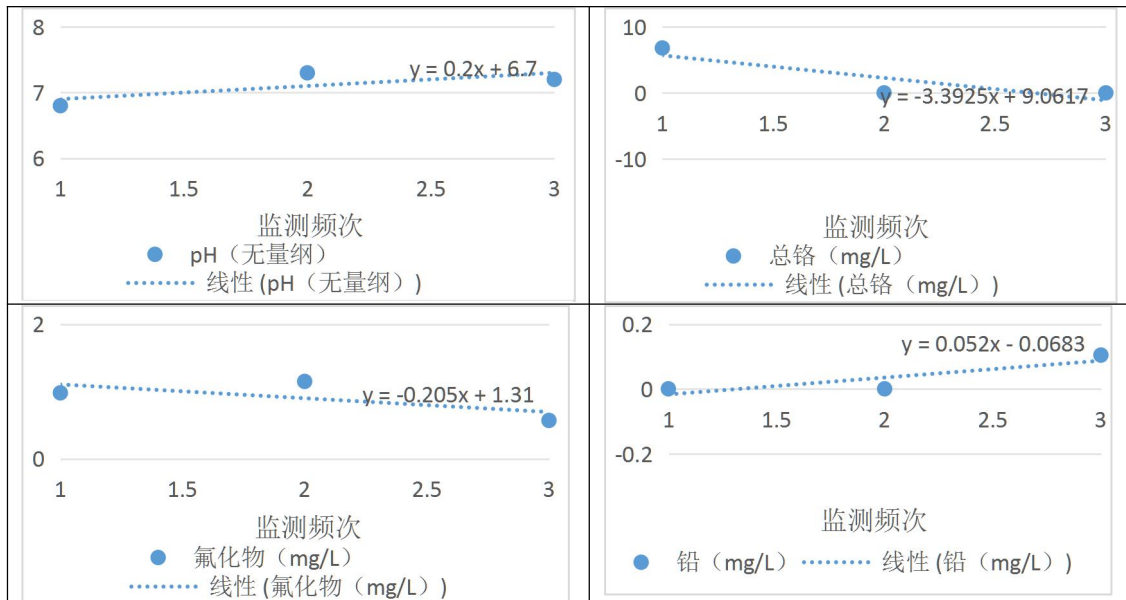 8
7
6
y = 0.2x + 6.7
1 1.5 2 2.5 3
监测频次
pH（无量纲）
线性 (pH（无量纲）)
10
0
-10
y = -3.3925x + 9.0617
1 1.5 2 2.5 3
监测频次
总铬（mg/L）
线性 (总铬（mg/L）)
2
0
y = -0.205x + 1.31
1 1.5 2 2.5 3
监测频次
氟化物（mg/L）
线性 (氟化物（mg/L）)
0.2
0
-0.2
y = 0.052x - 0.0683
1 1.5 2 2.5 3
监测频次
铅（mg/L） 线性 (铅（mg/L）)